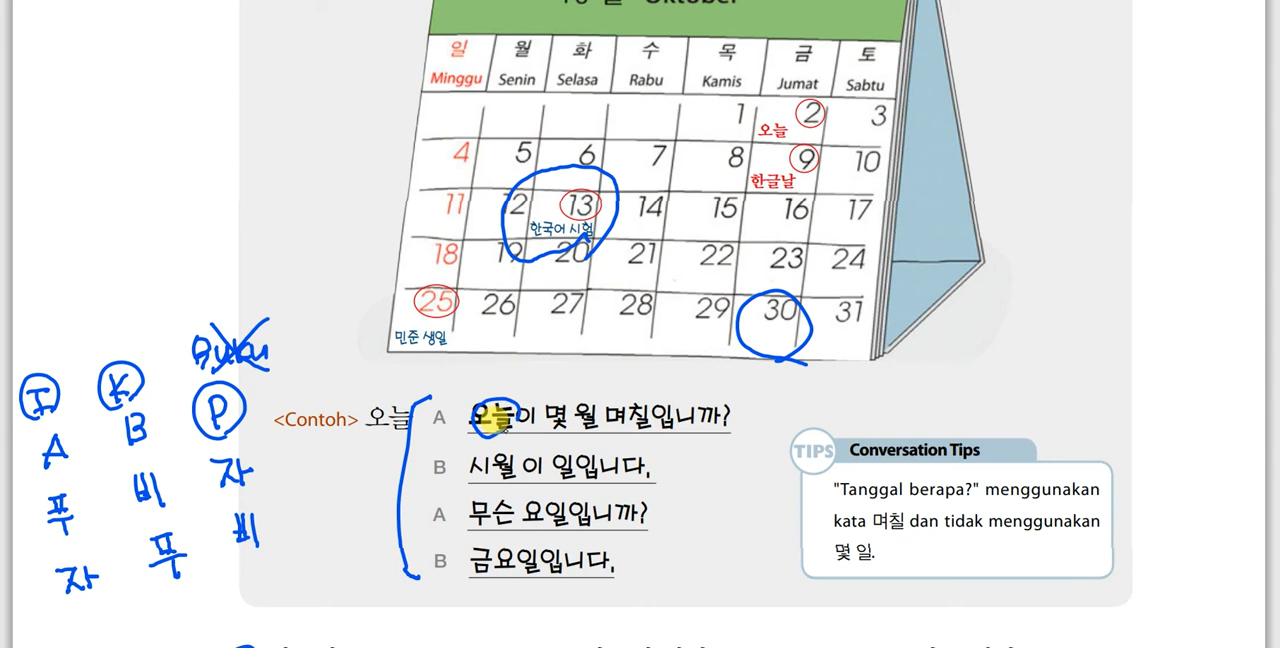 일 월 화 수 목 금 토
Minggu Senin Selasa Rabu Kamis Jumat Sabtu
1 2 3
오늘
4 5 6 7 8 9 10
한글날
11 12 13 14 15 16 17
한국어 시험
18 19 20 21 22 23 24
25 26 27 28 29 30 31
민준 생일
Buku
I K P
A B 자
푸 비 비
자 푸
<Contoh> 오늘
A 오늘이 몇 월 며칠입니까?
B 시월 이 일입니다.
A 무슨 요일입니까?
B 금요일입니다.
TIPS Conversation Tips
"Tanggal berapa?" menggunakan
kata 며칠 dan tidak menggunakan
몇 일.